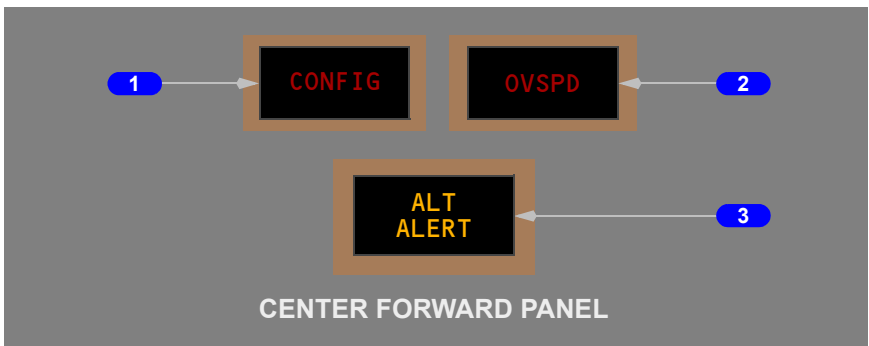 1
CONFIG
OVSPD
2
ALT
ALERT
3
CENTER FORWARD PANEL